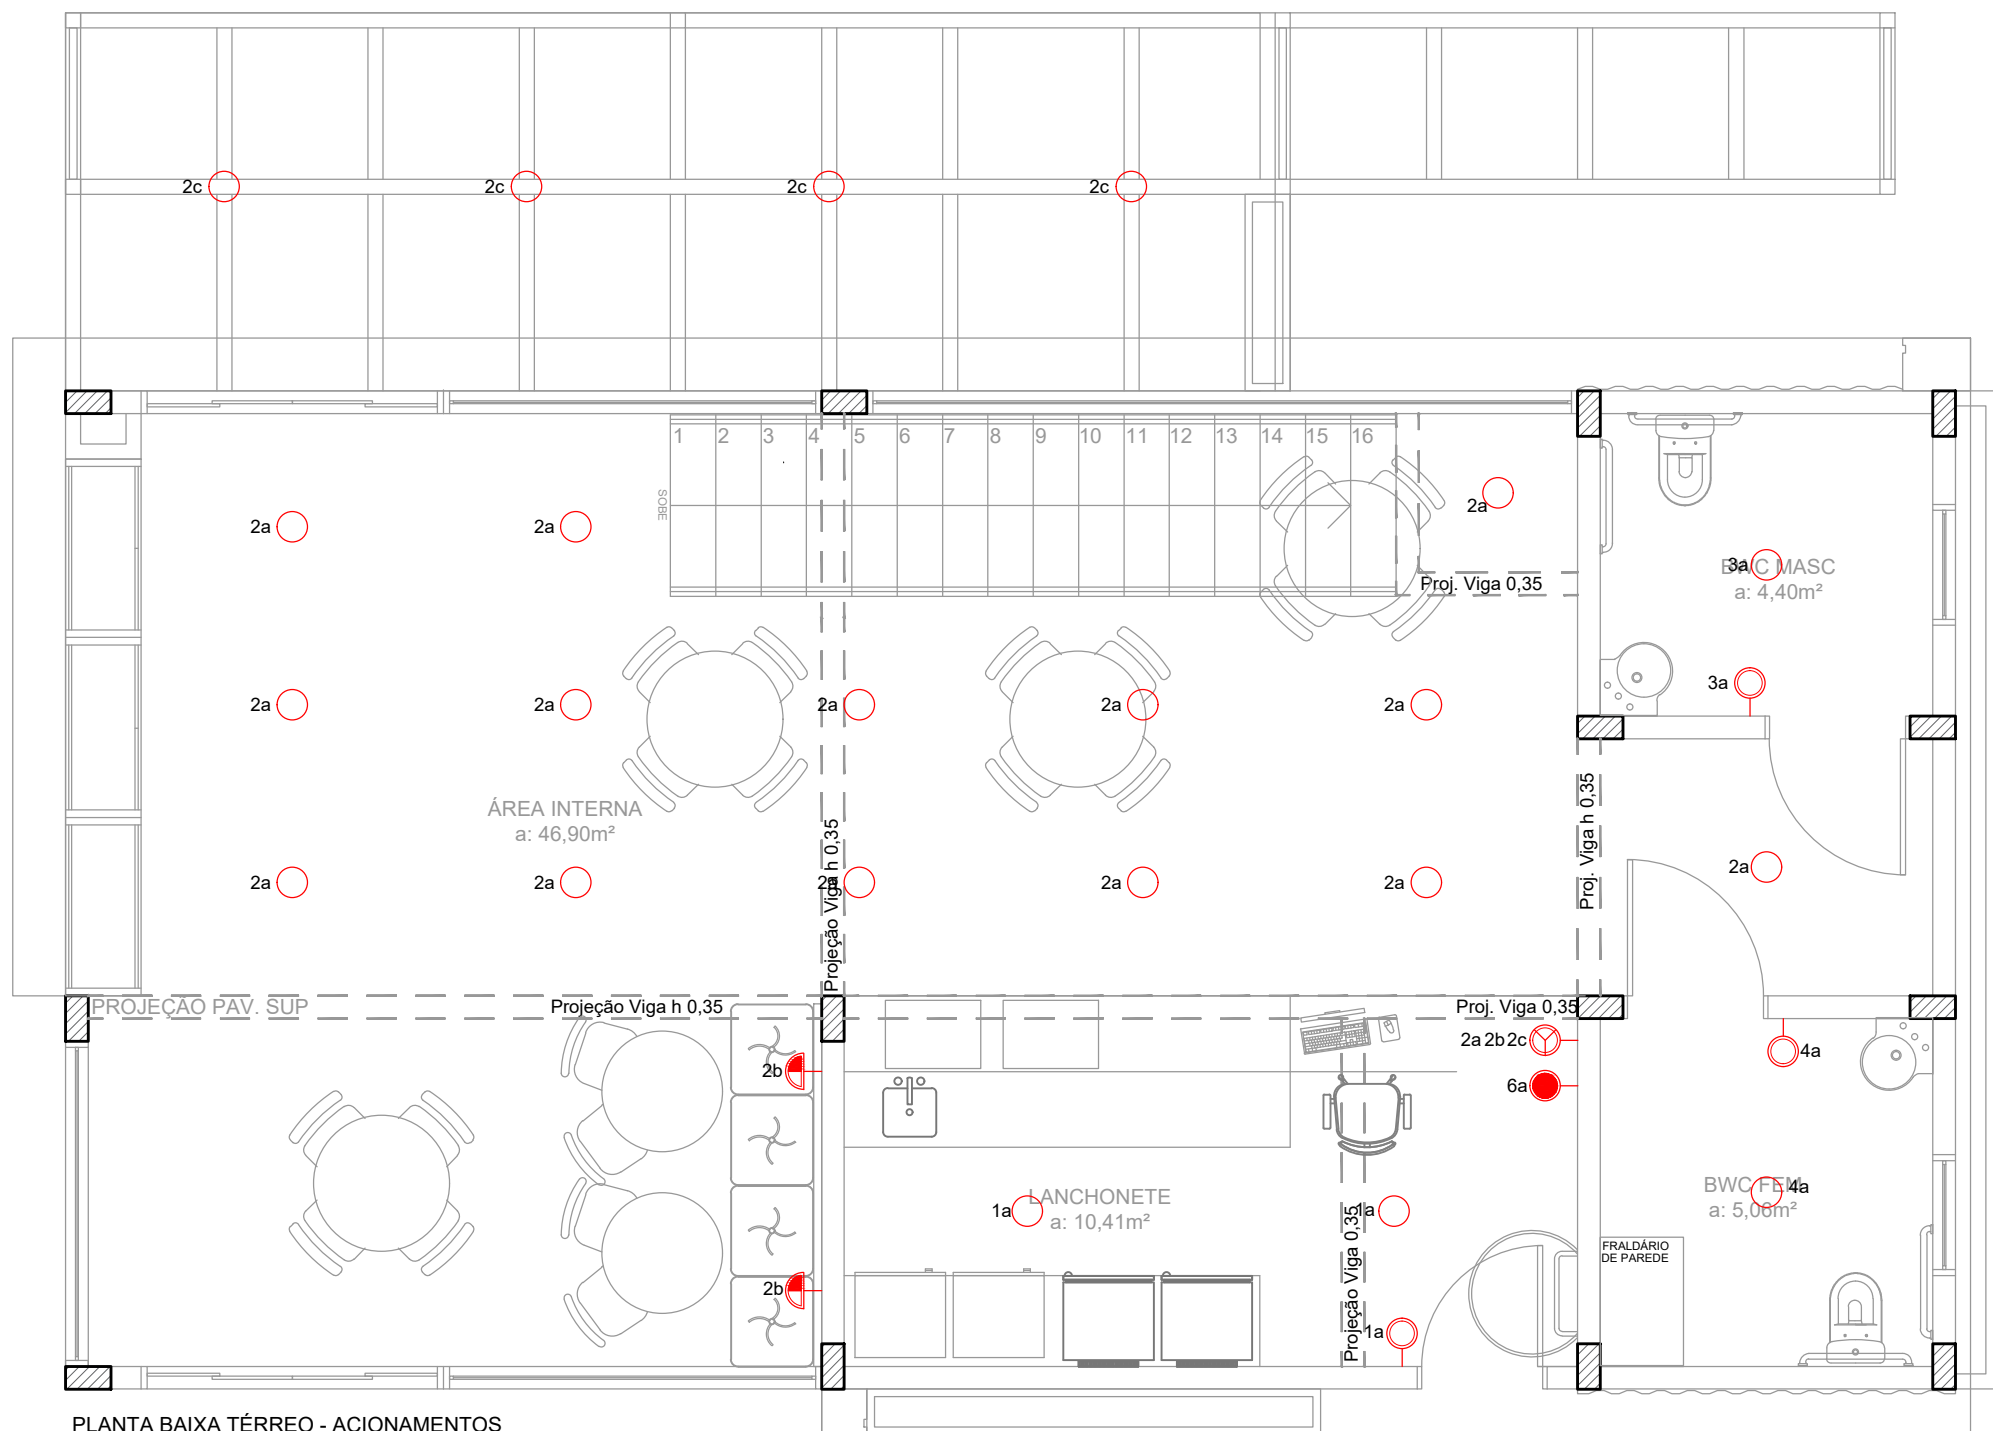 2c 2c 2c 2c
1 2 3 4 5 6 7 8 9 10 11 12 13 14 15 16
SOBE
2a 2a 2a
Proj. Viga 0,35
3a
BWC MASC
a: 4,40m²
3a
2a 2a 2a 2a 2a
ÁREA INTERNA
a: 46,90m²
Projeção Viga h 0,35
Proj. Viga h 0,35
2a
2a 2a 2a 2a 2a
PROJEÇÃO PAV. SUP
Projeção Viga h 0,35
Proj. Viga 0,35
2a 2b 2c
6a
4a
2b
LANCHONETE
a: 10,41m²
1a
1a
Projeção Viga 0,35
BWC FEM
a: 5,06m²
4a
FRALDÁRIO
DE PAREDE
2b
1a
PLANTA BAIXA TÉRREO - ACIONAMENTOS